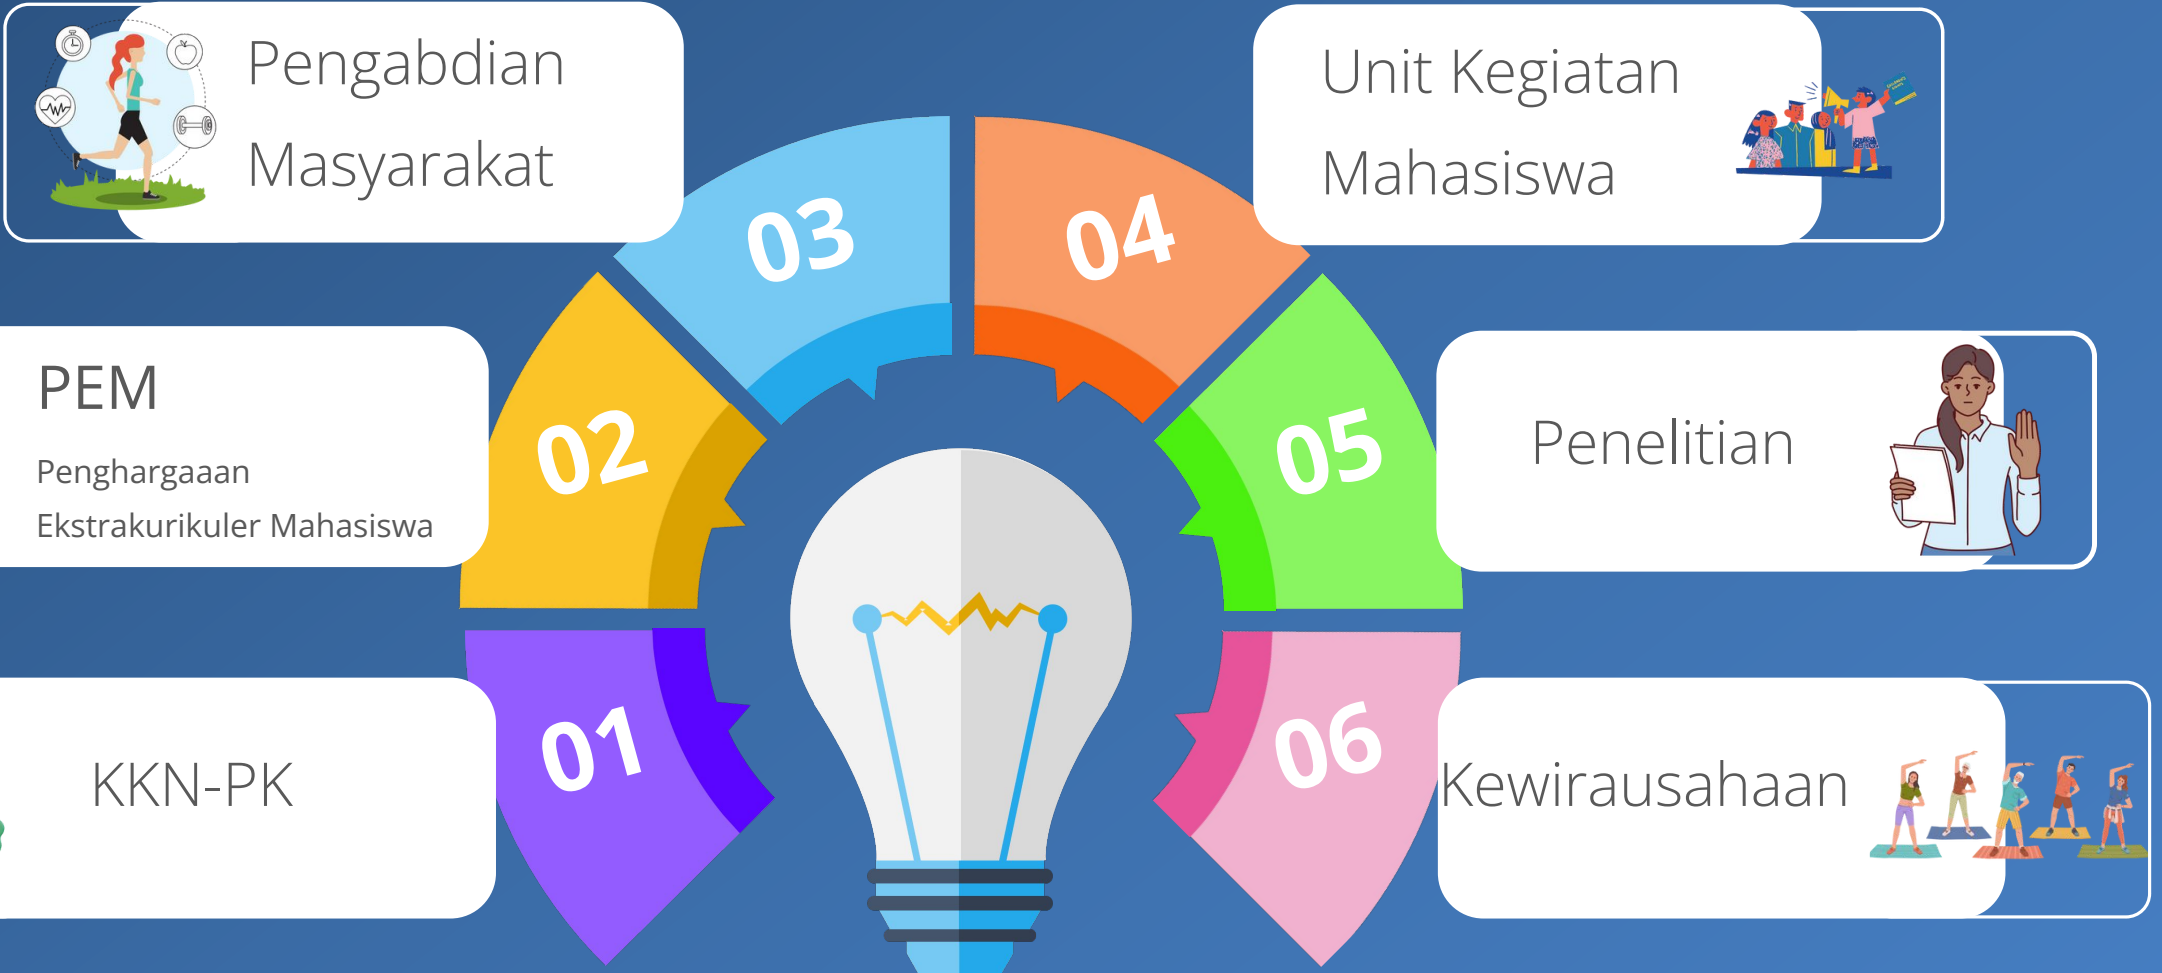 Pengabdian
Masyarakat
03
04
Unit Kegiatan
Mahasiswa
PEM
Penghargaaan
Ekstrakurikuler Mahasiswa
02
05
Penelitian
KKN-PK
01
06
Kewirausahaan